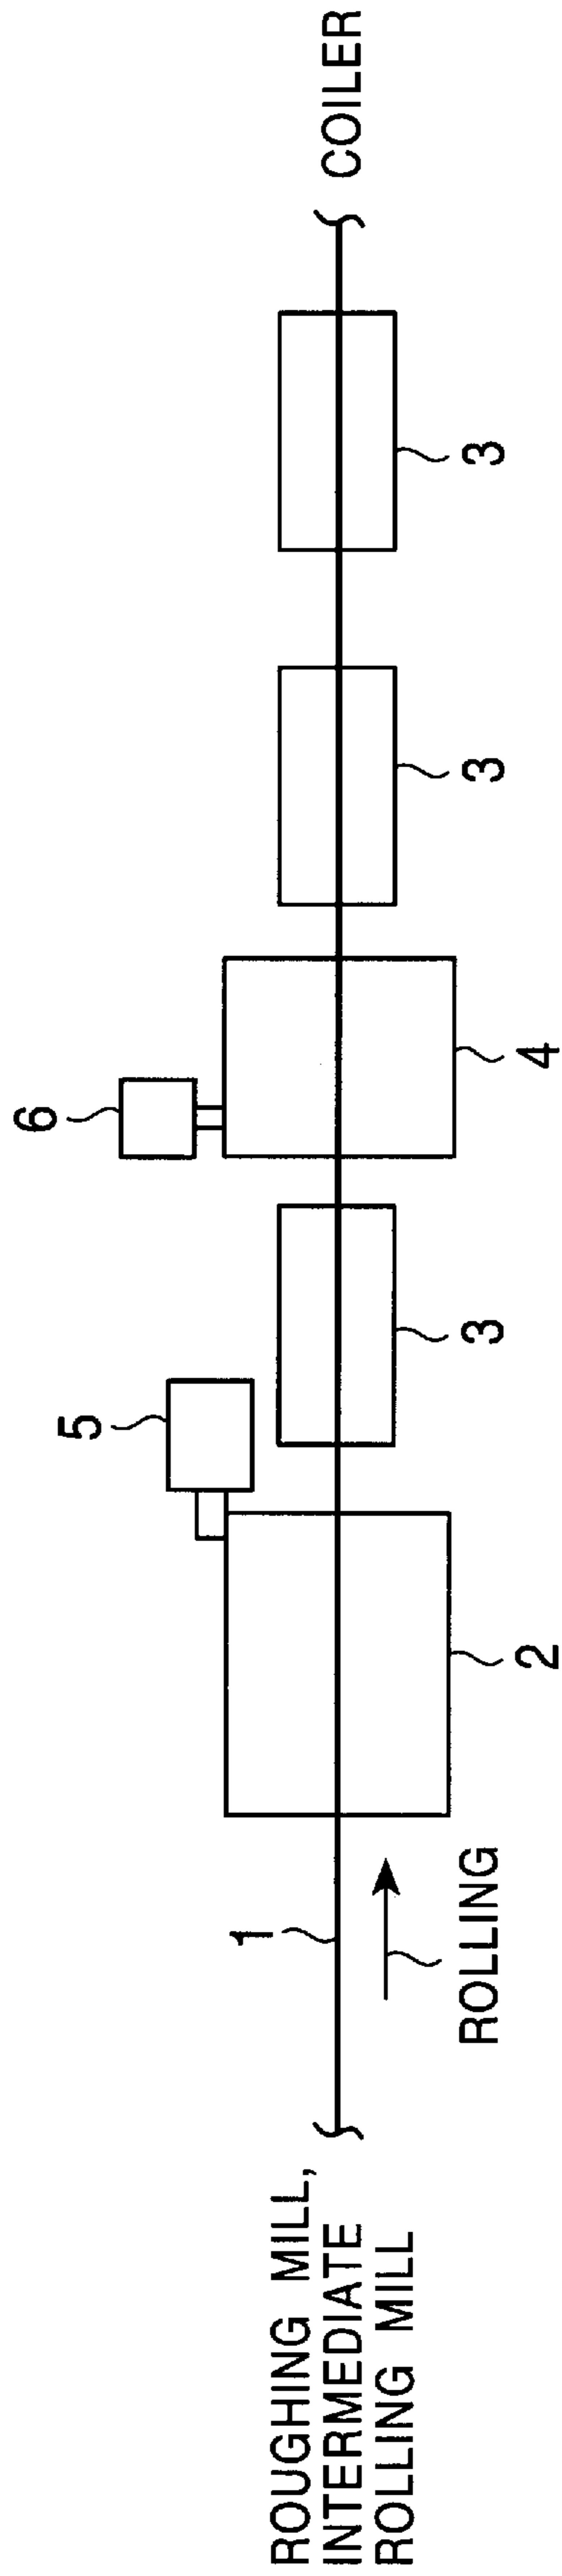 ROUGHING MILL,
INTERMEDIATE
ROLLING MILL
1
ROLLING
2
5
3
6
4
3
3
COILER